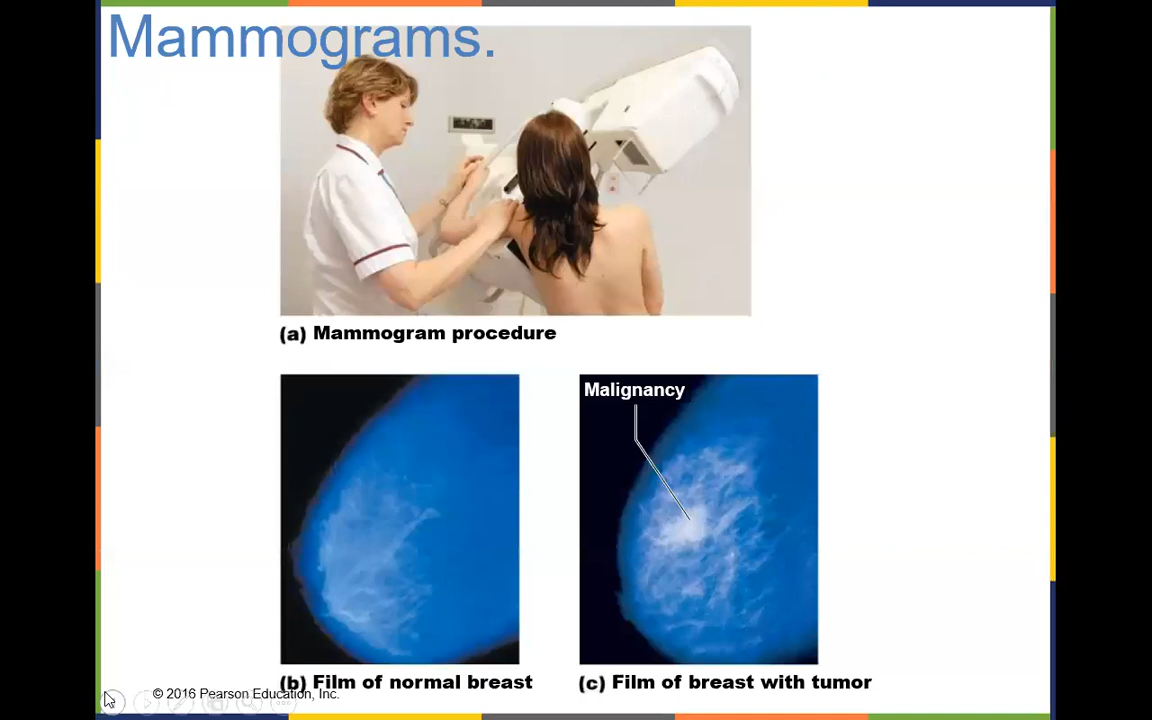 Mammograms.
(a) Mammogram procedure
Malignancy
(b) Film of normal breast
(c) Film of breast with tumor
© 2016 Pearson Education, Inc.